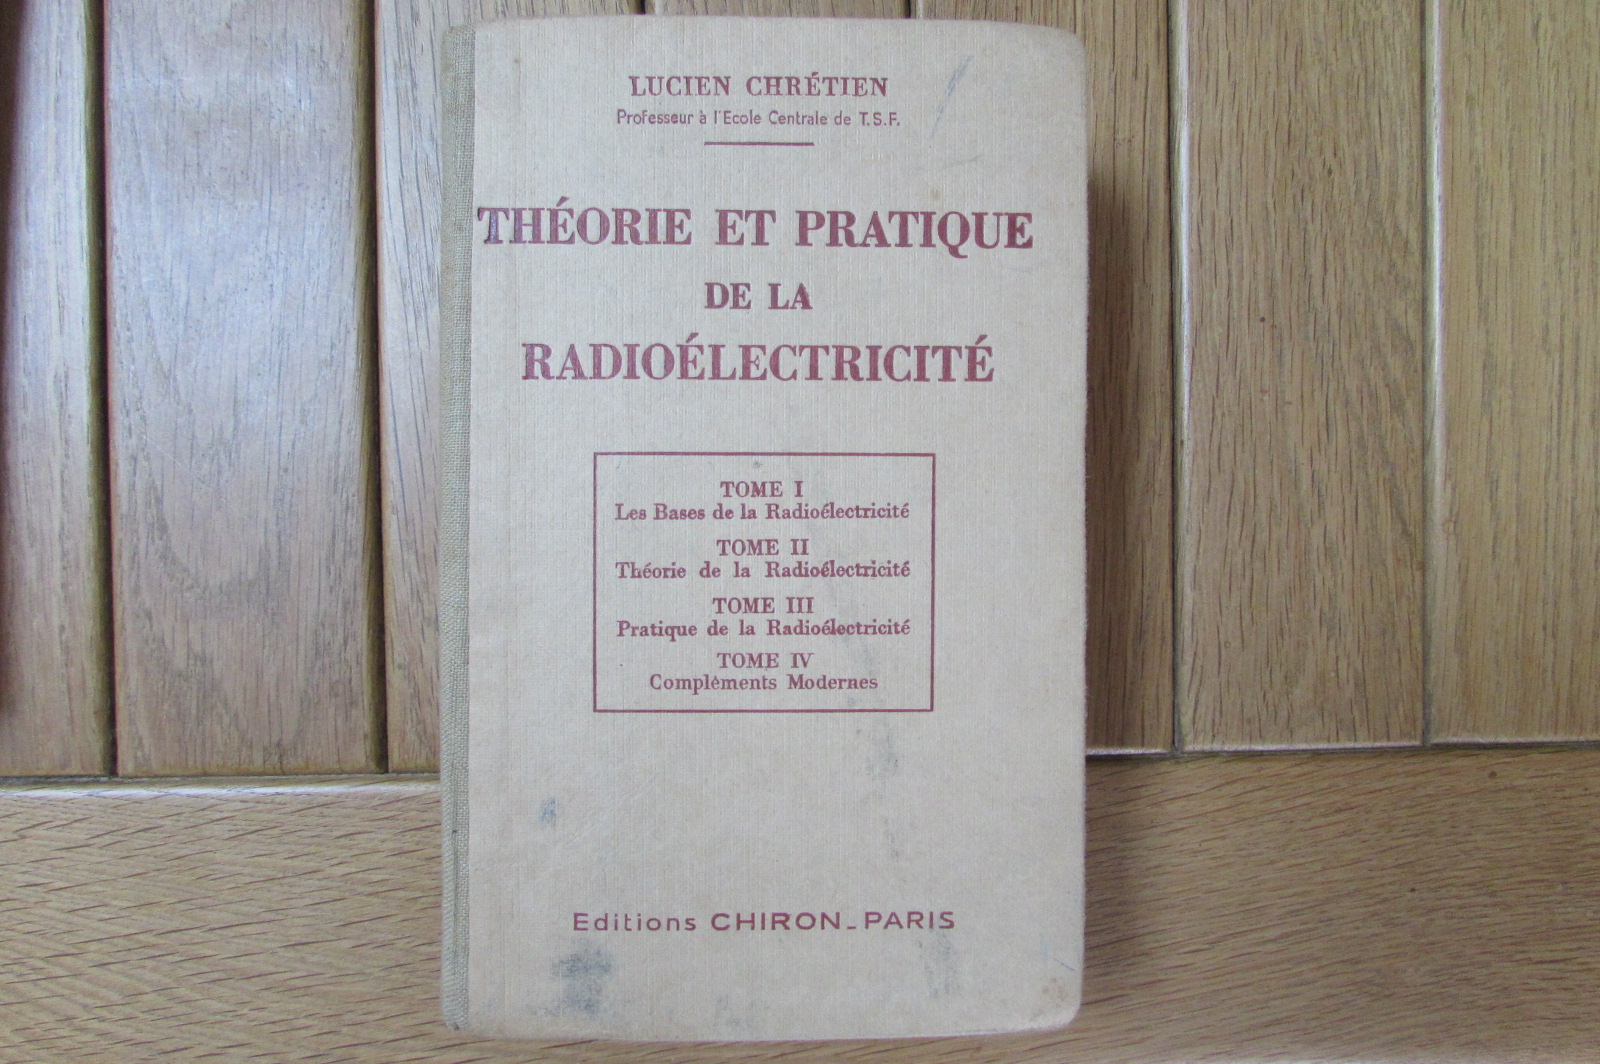 LUCIEN CHRÉTIEN
Professeur à l'Ecole Centrale de T.S.F.
THÉORIE ET PRATIQUE
DE LA
RADIOÉLECTRICITÉ
TOME I
Les Bases de la Radioélectricité
TOME II
Théorie de la Radioélectricité
TOME III
Pratique de la Radioélectricité
TOME IV
Compléments Modernes
Editions CHIRON_PARIS